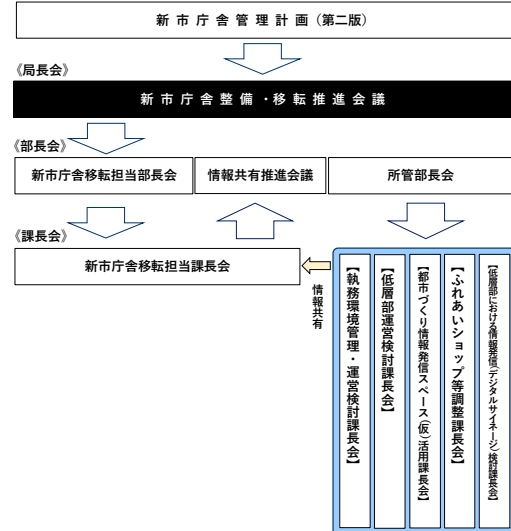 新市庁舎管理計画（第二版）
《局長会》
新市庁舎整備・移転推進会議
《部長会》
新市庁舎移転担当部長会
情報共有推進会議
所管部長会
《課長会》
新市庁舎移転担当課長会
情報共有
【執務環境管理・運営検討課長会】
【低層部運営検討課長会】
【都市づくり情報発信スペース（仮）活用課長会】
【ふれあいショップ等調整課長会】
【低層部における情報発信（デジタルサイネージ）検討課長会】